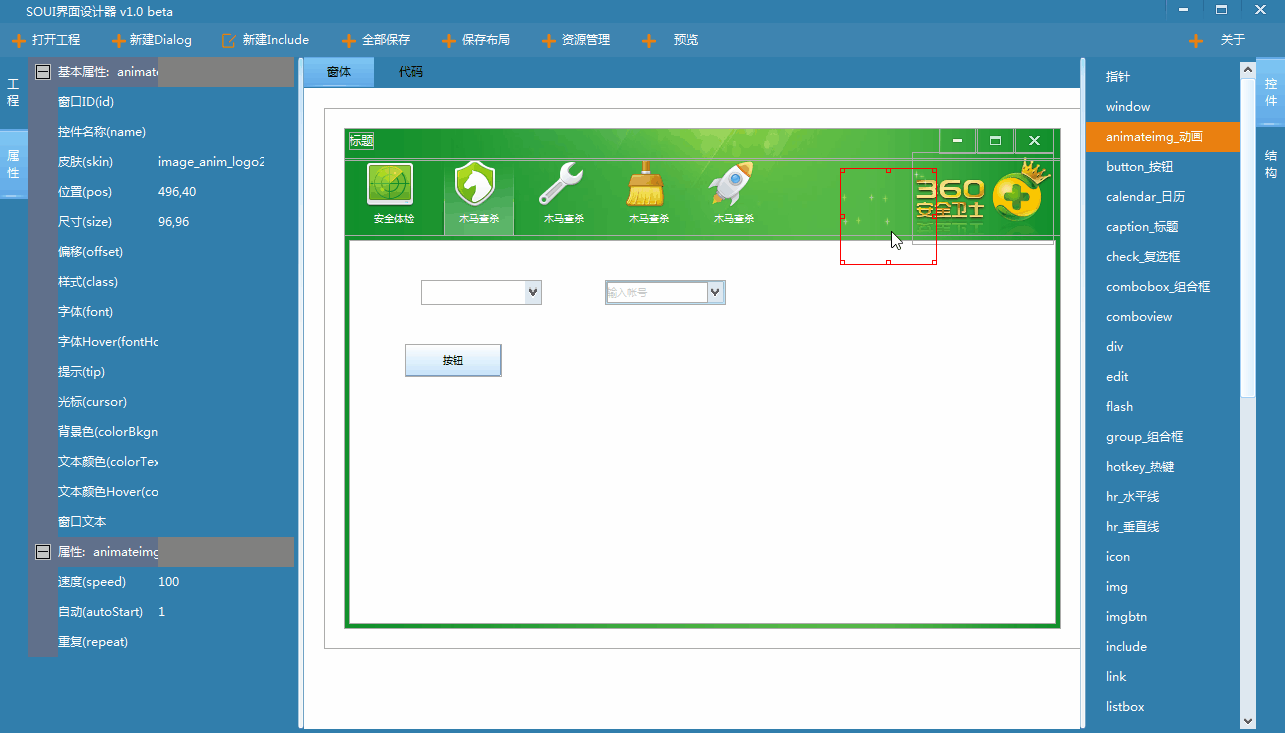 SOUI界面设计器 v1.0 beta
打开工程 新建Dialog 新建Include 全部保存 保存布局 资源管理 预览 关于
工程
属性
基本属性: animate
窗口ID(id)
控件名称(name)
皮肤(skin) image_anim_logo2
位置(pos) 496,40
尺寸(size) 96,96
偏移(offset)
样式(class)
字体(font)
字体Hover(fontHo
提示(tip)
光标(cursor)
背景色(colorBkgn
文本颜色(colorTex
文本颜色Hover(co
窗口文本
属性: animateimg
速度(speed) 100
自动(autoStart) 1
重复(repeat)
窗体 代码
标题
安全体检 木马查杀 木马查杀 木马查杀 木马查杀
360
安全卫士
输入帐号
按钮
指针
window
animateimg_动画
button_按钮
calendar_日历
caption_标题
check_复选框
combobox_组合框
comboview
div
edit
flash
group_组合框
hotkey_热键
hr_水平线
hr_垂直线
icon
img
imgbtn
include
link
listbox
控件
结构